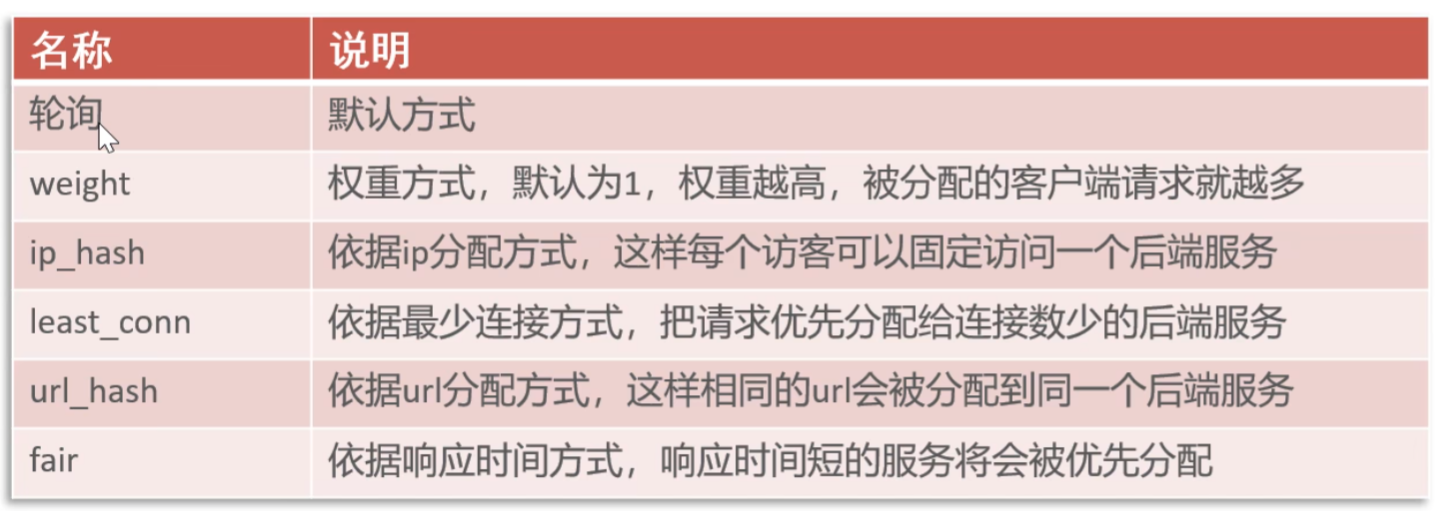 名称 说明
轮询 默认方式
weight 权重方式，默认为1，权重越高，被分配的客户端请求就越多
ip_hash 依据ip分配方式，这样每个访客可以固定访问一个后端服务
least_conn 依据最少连接方式，把请求优先分配给连接数少的后端服务
url_hash 依据url分配方式，这样相同的url会被分配到同一个后端服务
fair 依据响应时间方式，响应时间短的服务将会被优先分配